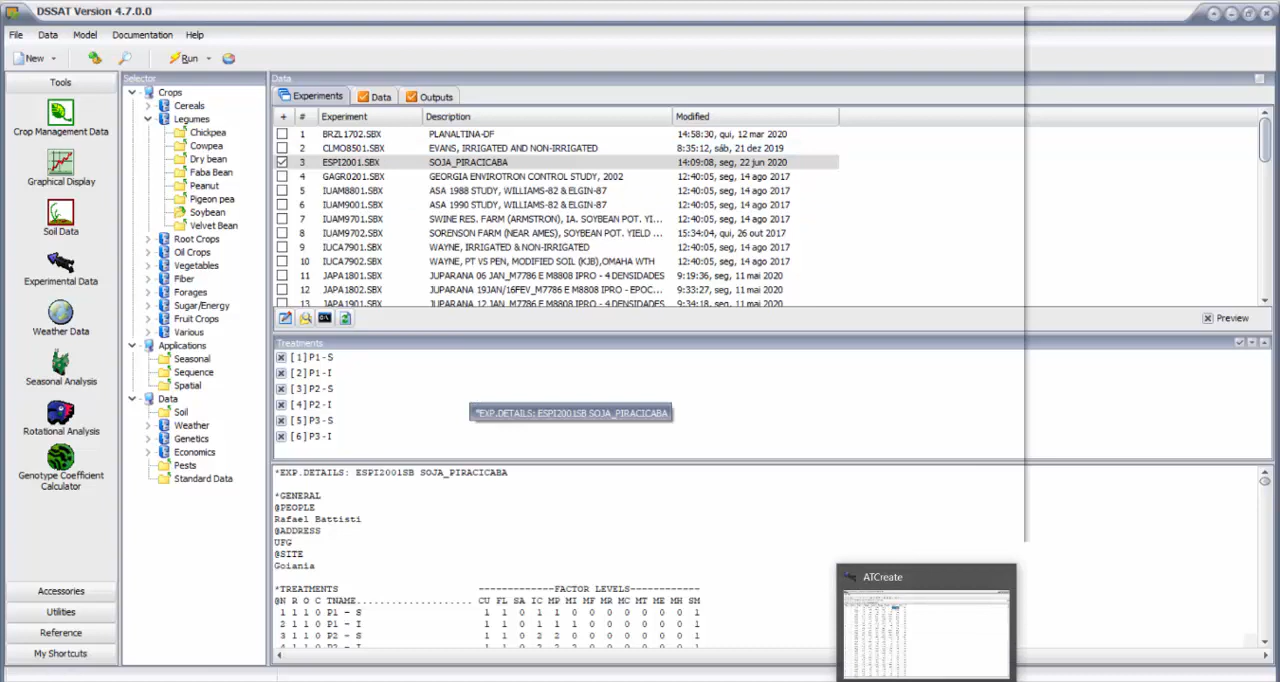 DSSAT Version 4.7.0.0
File Data Model Documentation Help
New Run
Tools
Crop Management Data
Graphical Display
Soil Data
Experimental Data
Weather Data
Seasonal Analysis
Rotational Analysis
Genotype Coefficient
Calculator
Accessories
Utilities
Reference
My Shortcuts
Selector
Crops
Cereals
Legumes
Chickpea
Cowpea
Dry bean
Faba Bean
Peanut
Pigeon pea
Soybean
Velvet Bean
Root Crops
Oil Crops
Vegetables
Fiber
Forages
Sugar/Energy
Fruit Crops
Various
Applications
Seasonal
Sequence
Spatial
Data
Soil
Weather
Genetics
Economics
Pests
Standard Data
Data
Experiments Data Outputs
+ # Experiment Description Modified
1 BRZL1702.SBX PLANALTINA-DF 14:58:30, qui, 12 mar 2020
2 CLMO8501.SBX EVANS, IRRIGATED AND NON-IRRIGATED 8:35:12, sáb, 21 dez 2019
3 ESPI2001.SBX SOJA_PIRACICABA 14:09:08, seg, 22 jun 2020
4 GAGR0201.SBX GEORGIA ENVIROTRON CONTROL STUDY, 2002 12:40:05, seg, 14 ago 2017
5 IUAM8801.SBX ASA 1988 STUDY, WILLIAMS-82 & ELGIN-87 12:40:05, seg, 14 ago 2017
6 IUAM9001.SBX ASA 1990 STUDY, WILLIAMS-82 & ELGIN-87 12:40:05, seg, 14 ago 2017
7 IUAM9701.SBX SWINE RES. FARM (ARMSTRONG), IA. SOYBEAN POT. YI... 12:40:05, seg, 14 ago 2017
8 IUAM9702.SBX SORENSON FARM (NEAR AMES), SOYBEAN POT. YIELD ... 15:34:04, qui, 26 out 2017
9 IUCA7901.SBX WAYNE, IRRIGATED & NON-IRRIGATED 12:40:05, seg, 14 ago 2017
10 IUCA7902.SBX WAYNE, PT VS PEN, MODIFIED SOIL (KJB),OMAHA WTH 12:40:05, seg, 14 ago 2017
11 JAPA1801.SBX JUPARANA 06 JAN_M7786 E M8808 IPRO - 4 DENSIDADES 9:19:36, seg, 11 mai 2020
12 JAPA1802.SBX JUPARANA 19JAN/16FEV_M7786 E M8808 IPRO - EPOC... 9:33:27, seg, 11 mai 2020
13 JAPA1901.SBX JUPARANA 12 JAN_M7786 E M8808 IPRO - 4 DENSIDADES 9:34:18, seg, 11 mai 2020
Preview
Treatments
[1]P1-S
[2]P1-I
[3]P2-S
[4]P2-I
[5]P3-S
[6]P3-I
*EXP.DETAILS: ESPI2001SB SOJA_PIRACICABA
*EXP.DETAILS: ESPI2001SB SOJA_PIRACICABA
*GENERAL
@PEOPLE
Rafael Battisti
@ADDRESS
UFG
@SITE
Goiania
*TREATMENTS -------------FACTOR LEVELS------------
@N R O C TNAME.................... CU FL SA IC MP MI MF MR MC MT ME MH SM
1 1 1 0 P1 - S 1 1 0 1 1 0 0 0 0 0 0 0 1
2 1 1 0 P1 - I 1 1 0 1 1 1 0 0 0 0 0 0 1
3 1 1 0 P2 - S 1 1 0 2 2 0 0 0 0 0 0 0 1
ATCreate